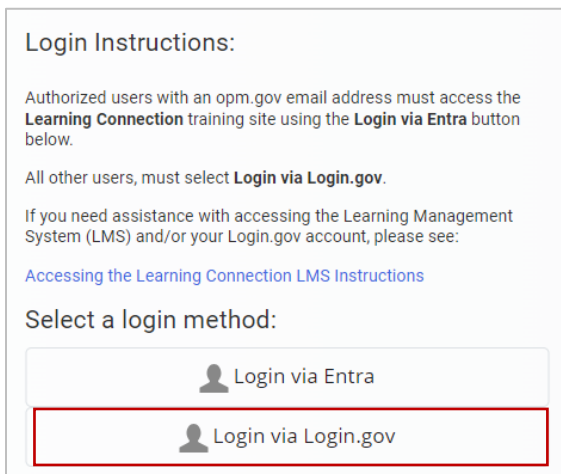 Login Instructions:
Authorized users with an opm.gov email address must access the
Learning Connection training site using the Login via Entra button
below.
All other users, must select Login via Login.gov.
If you need assistance with accessing the Learning Management
System (LMS) and/or your Login.gov account, please see:
Accessing the Learning Connection LMS Instructions
Select a login method:
Login via Entra
Login via Login.gov